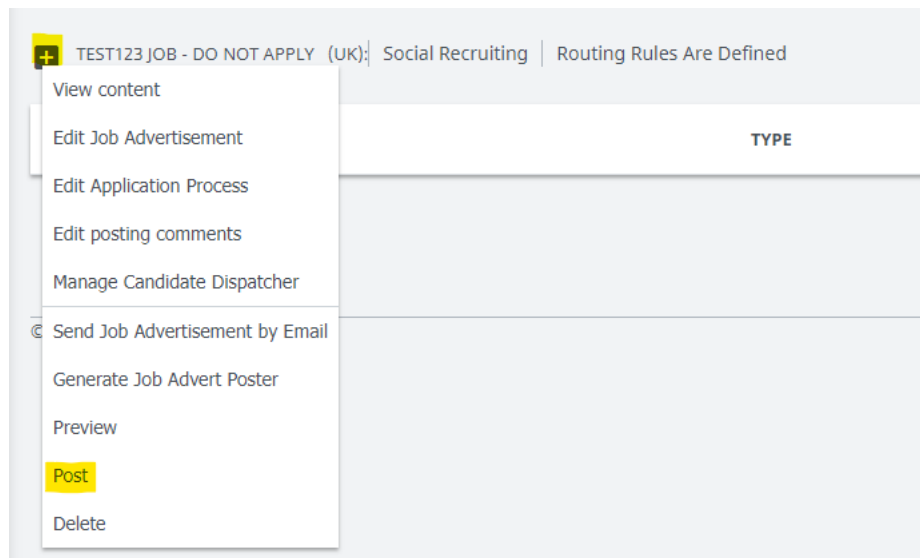 TEST123 JOB - DO NOT APPLY (UK): Social Recruiting Routing Rules Are Defined
View content
Edit Job Advertisement
TYPE
Edit Application Process
Edit posting comments
Manage Candidate Dispatcher
©
Send Job Advertisement by Email
Generate Job Advert Poster
Preview
Post
Delete